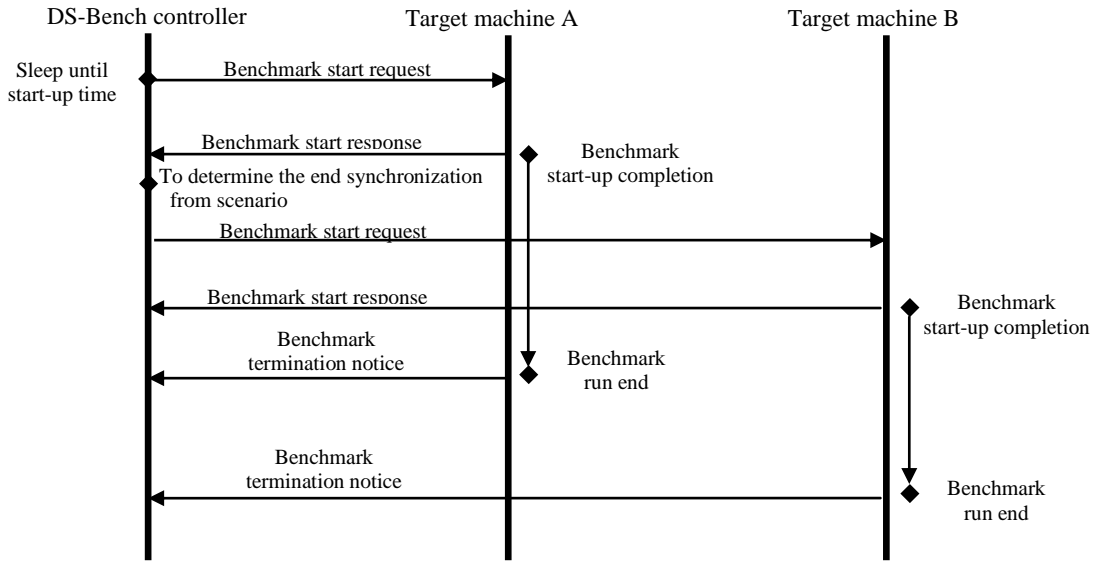 DS-Bench controller
Target machine A
Target machine B
Sleep until
start-up time
Benchmark start request
Benchmark start response
Benchmark
start-up completion
To determine the end synchronization
from scenario
Benchmark start request
Benchmark start response
Benchmark
start-up completion
Benchmark
termination notice
Benchmark
run end
Benchmark
termination notice
Benchmark
run end